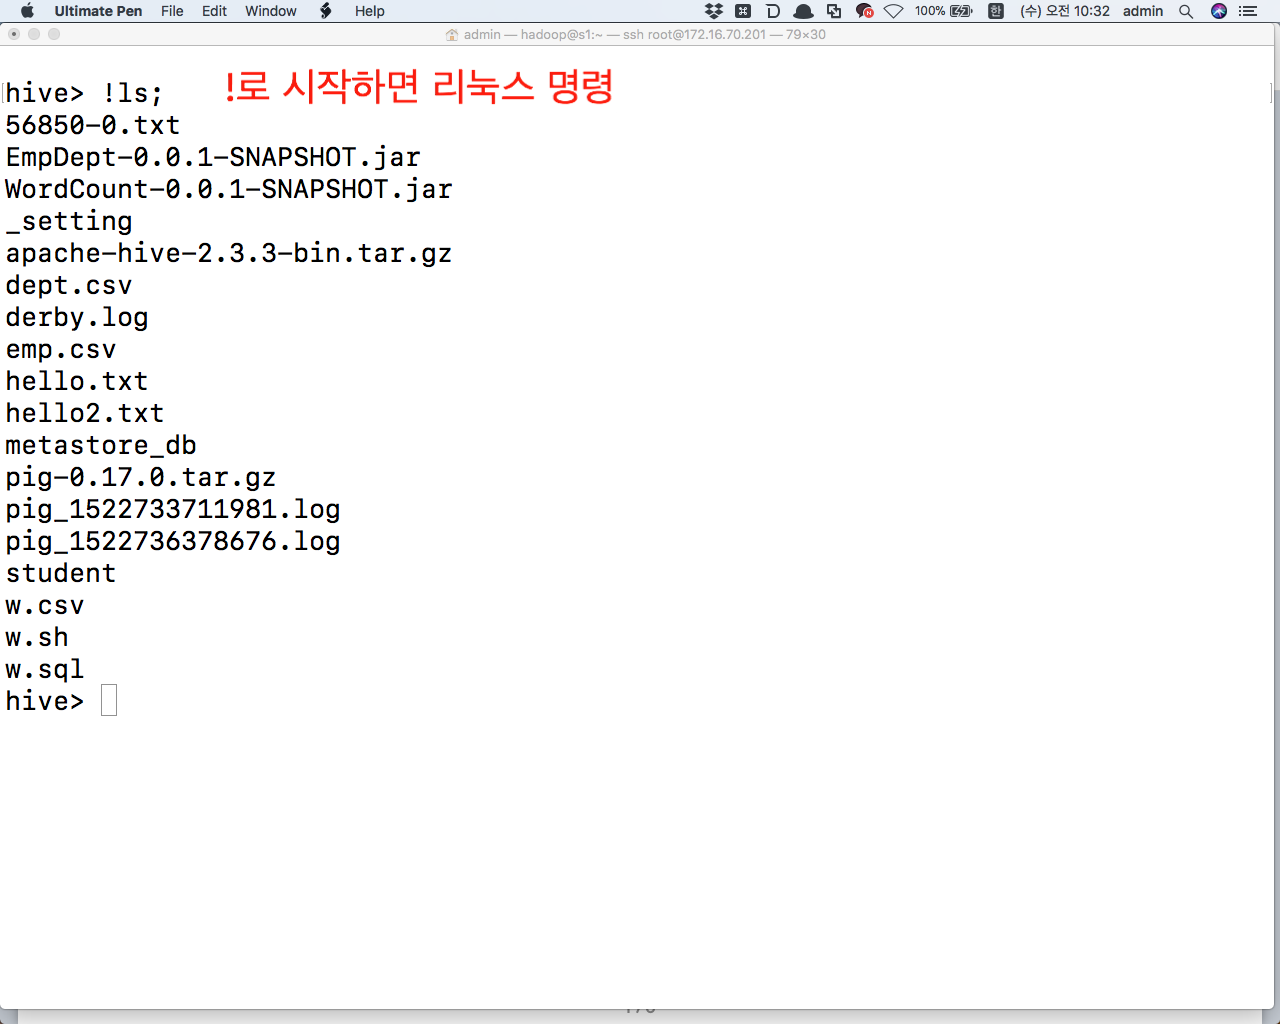 Ultimate Pen File Edit Window Help 100% 한 (수) 오전 10:32 admin
admin — hadoop@s1:~ — ssh root@172.16.70.201 — 79×30
hive> !ls; !로 시작하면 리눅스 명령
56850-0.txt
EmpDept-0.0.1-SNAPSHOT.jar
WordCount-0.0.1-SNAPSHOT.jar
_setting
apache-hive-2.3.3-bin.tar.gz
dept.csv
derby.log
emp.csv
hello.txt
hello2.txt
metastore_db
pig-0.17.0.tar.gz
pig_1522733711981.log
pig_1522736378676.log
student
w.csv
w.sh
w.sql
hive>